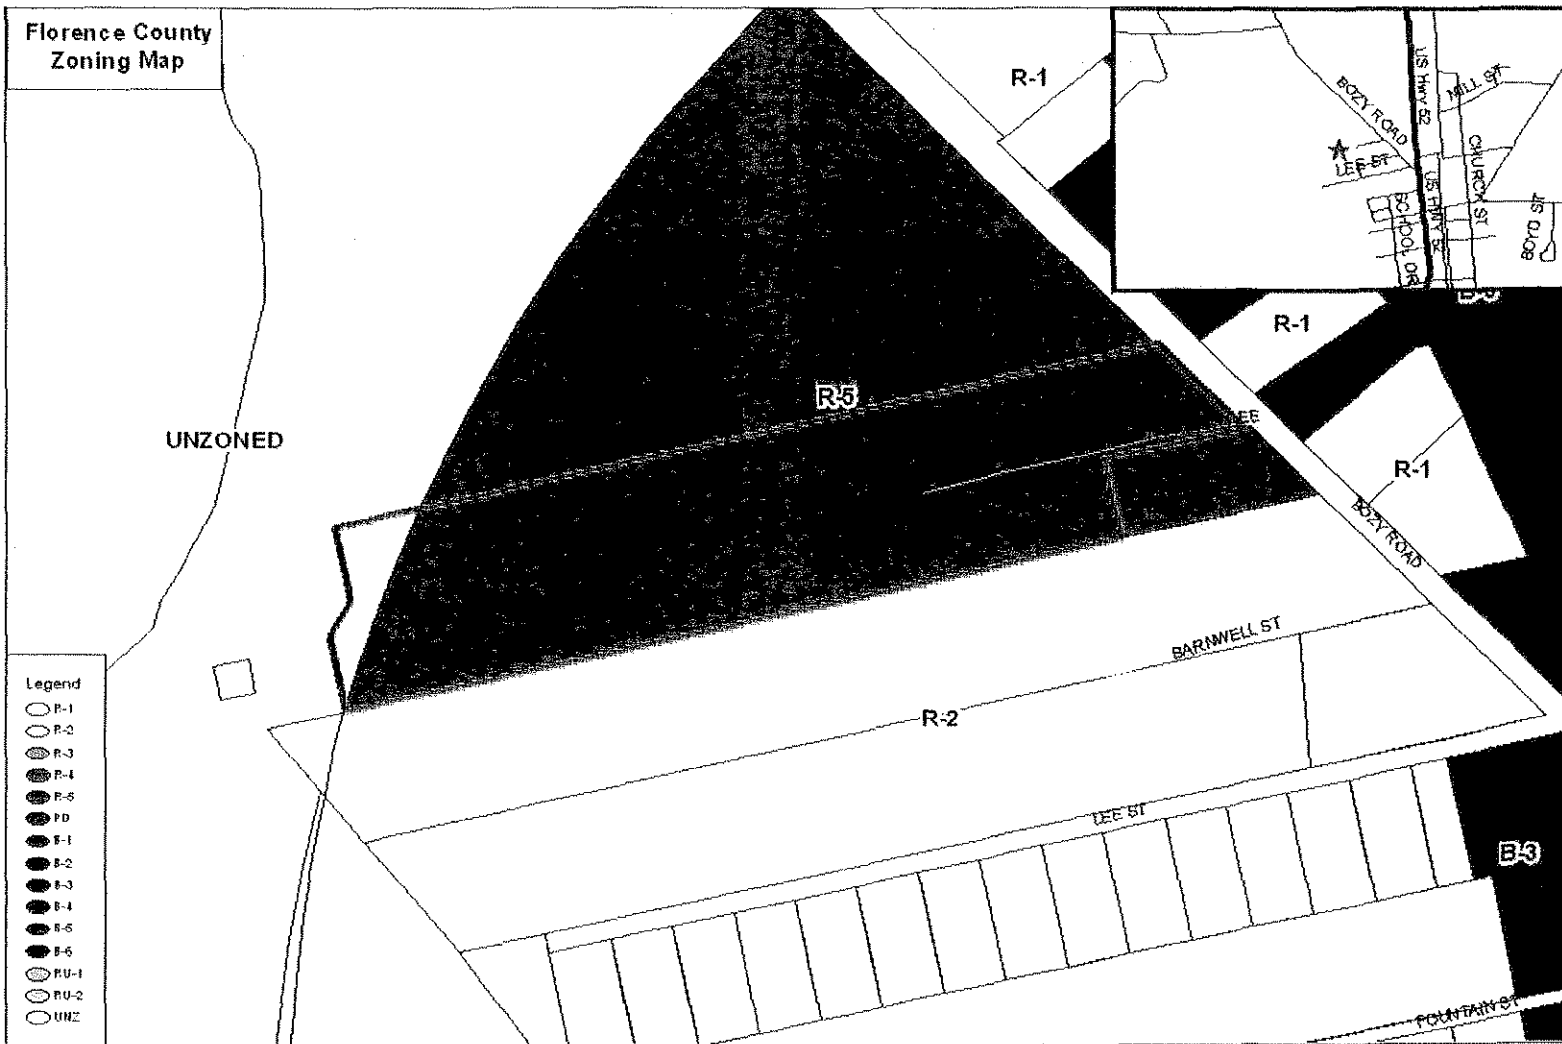 Florence County
Zoning Map
R-1
BOZY ROAD
US Hwy 52
MILL ST
LEE ST
CHURCH ST
US HWY 52
SCHOOL DR
BOYD ST
R-1
R-5
LEE
UNZONED
R-1
BOZY ROAD
BARNWELL ST
R-2
LEE ST
B-3
FOUNTAIN ST
Legend
R-1
R-2
R-3
R-4
R-5
PD
B-1
B-2
B-3
B-4
B-5
B-6
RU-1
RU-2
UNZ